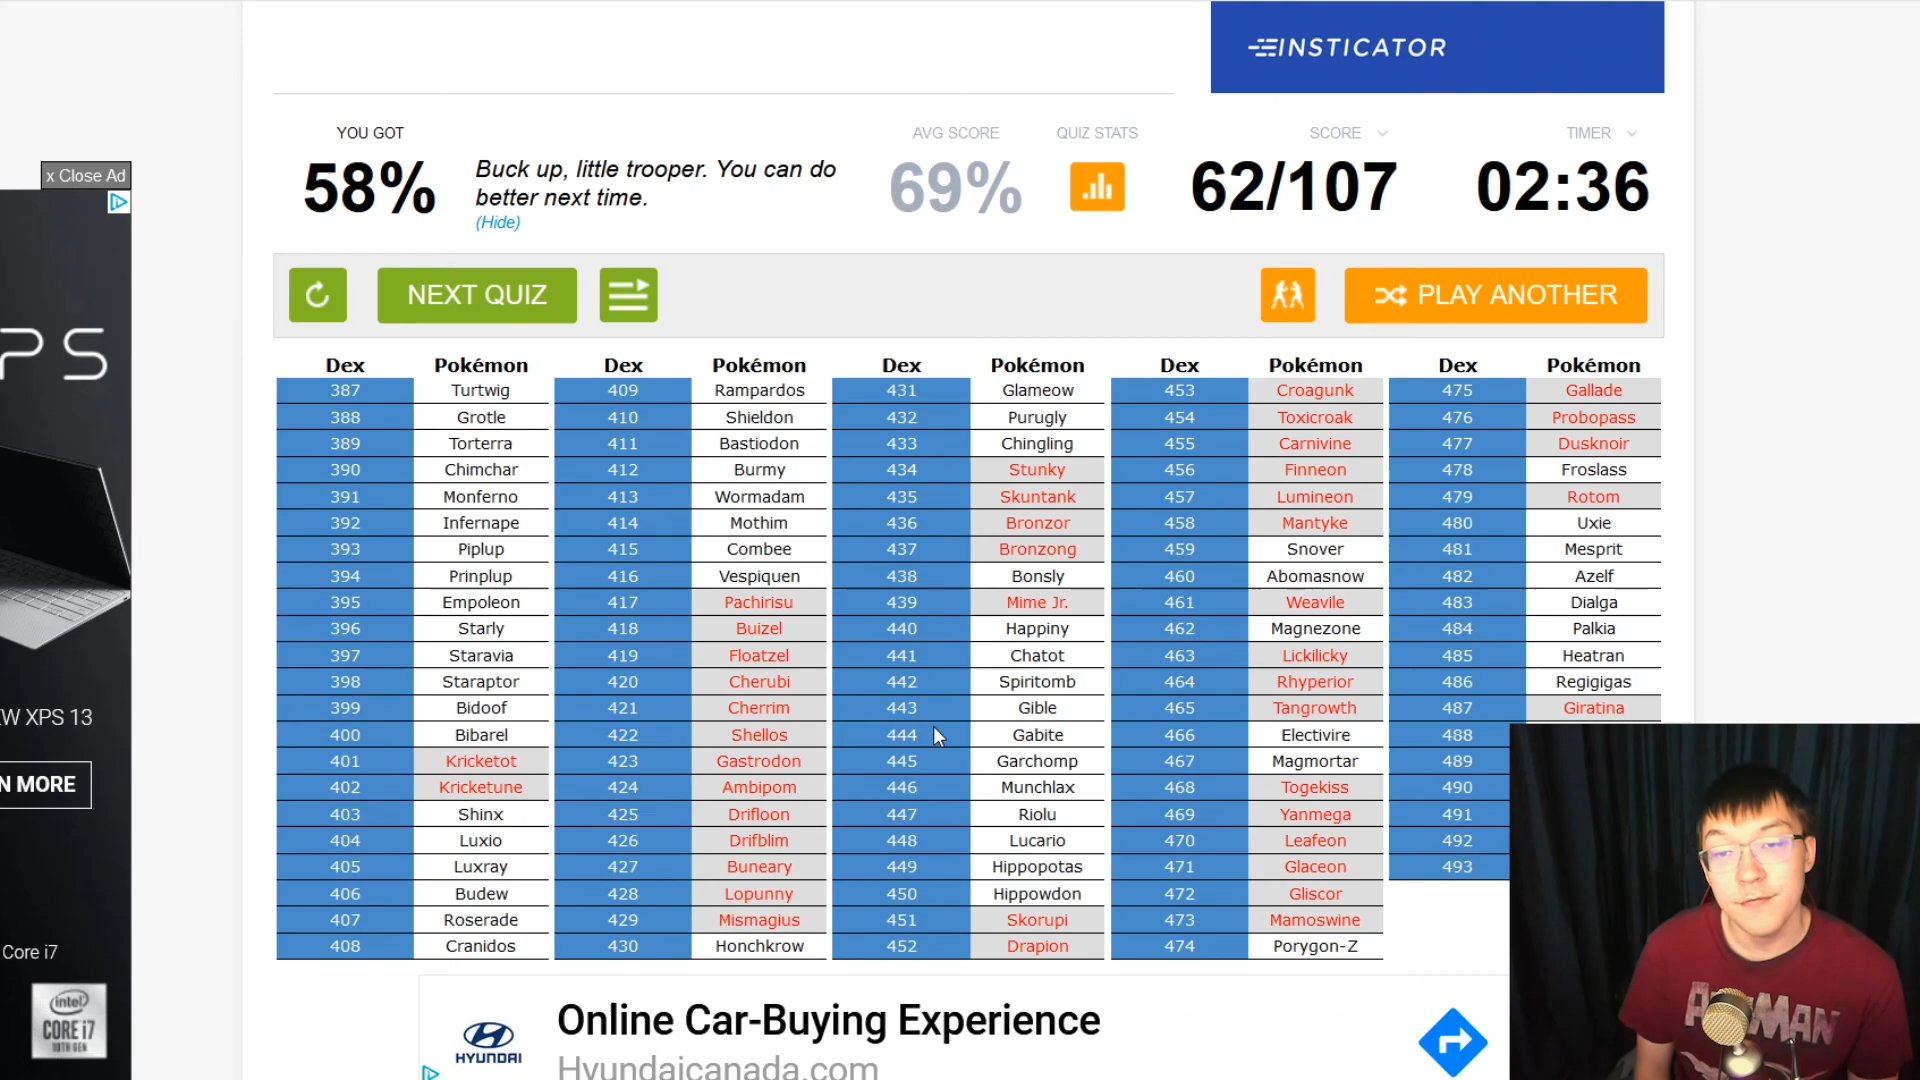 INSTICATOR
YOU GOT
58%
Buck up, little trooper. You can do
better next time.
(Hide)
AVG SCORE
69%
QUIZ STATS
SCORE
62/107
TIMER
02:36
x Close Ad
NEXT QUIZ
PLAY ANOTHER
Dex Pokémon Dex Pokémon Dex Pokémon Dex Pokémon Dex Pokémon
387 Turtwig 409 Rampardos 431 Glameow 453 Croagunk 475 Gallade
388 Grotle 410 Shieldon 432 Purugly 454 Toxicroak 476 Probopass
389 Torterra 411 Bastiodon 433 Chingling 455 Carnivine 477 Dusknoir
390 Chimchar 412 Burmy 434 Stunky 456 Finneon 478 Froslass
391 Monferno 413 Wormadam 435 Skuntank 457 Lumineon 479 Rotom
392 Infernape 414 Mothim 436 Bronzor 458 Mantyke 480 Uxie
393 Piplup 415 Combee 437 Bronzong 459 Snover 481 Mesprit
394 Prinplup 416 Vespiquen 438 Bonsly 460 Abomasnow 482 Azelf
395 Empoleon 417 Pachirisu 439 Mime Jr. 461 Weavile 483 Dialga
396 Starly 418 Buizel 440 Happiny 462 Magnezone 484 Palkia
397 Staravia 419 Floatzel 441 Chatot 463 Lickilicky 485 Heatran
398 Staraptor 420 Cherubi 442 Spiritomb 464 Rhyperior 486 Regigigas
399 Bidoof 421 Cherrim 443 Gible 465 Tangrowth 487 Giratina
400 Bibarel 422 Shellos 444 Gabite 466 Electivire 488
401 Kricketot 423 Gastrodon 445 Garchomp 467 Magmortar 489
402 Kricketune 424 Ambipom 446 Munchlax 468 Togekiss 490
403 Shinx 425 Drifloon 447 Riolu 469 Yanmega 491
404 Luxio 426 Drifblim 448 Lucario 470 Leafeon 492
405 Luxray 427 Buneary 449 Hippopotas 471 Glaceon 493
406 Budew 428 Lopunny 450 Hippowdon 472 Gliscor
407 Roserade 429 Mismagius 451 Skorupi 473 Mamoswine
408 Cranidos 430 Honchkrow 452 Drapion 474 Porygon-Z
PS
W XPS 13
N MORE
Core i7
intel
CORE i7
10TH GEN
HYUNDAI
Online Car-Buying Experience
Hyundaicanada.com